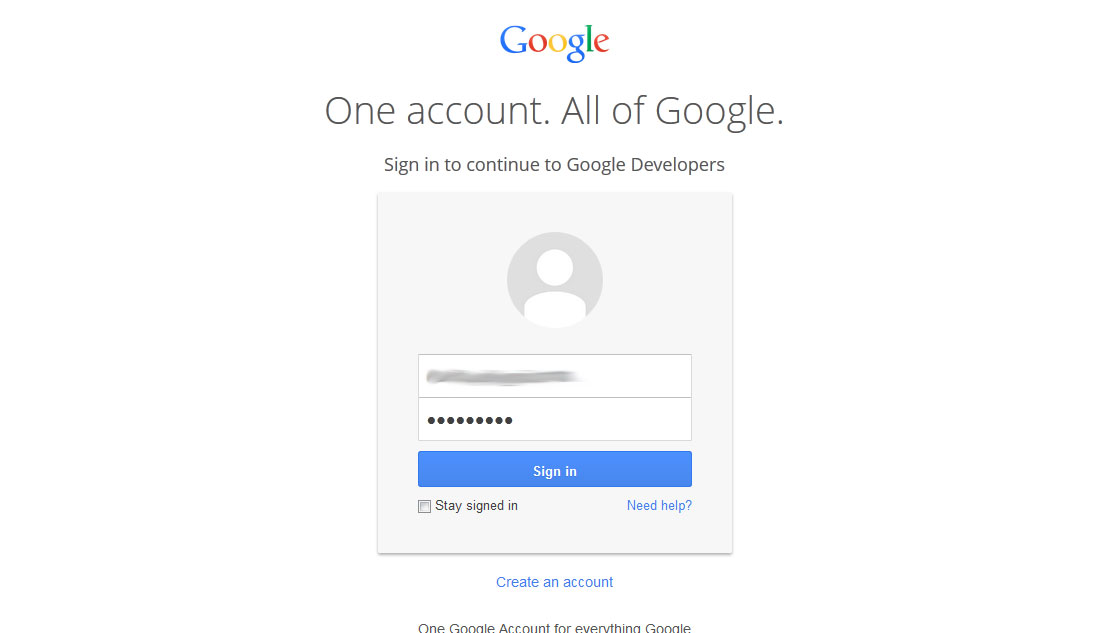 Google
One account. All of Google.
Sign in to continue to Google Developers
•••••••••
Sign in
Stay signed in
Need help?
Create an account
One Google Account for everything Google